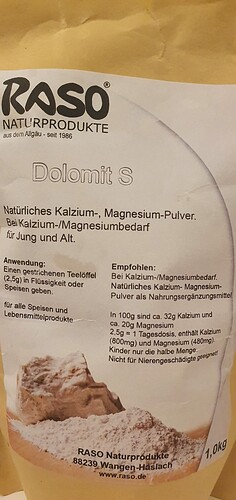 RASO®
NATURPRODUKTE
aus dem Allgäu - seit 1986
Dolomit S
Natürliches Kalzium-, Magnesium-Pulver.
Bei Kalzium-/Magnesiumbedarf
für Jung und Alt.
Anwendung:
Einen gestrichenen Teelöffel
(2,5g) in Flüssigkeit oder
Speisen geben.
für alle Speisen und
Lebensmittelprodukte
Empfohlen:
Bei Kalzium-/Magnesiumbedarf.
Natürliches Kalzium- Magnesium-
Pulver als Nahrungsergänzungsmittel
In 100g sind ca. 32g Kalzium und
ca. 20g Magnesium
2,5g = 1 Tagesdosis, enthält Kalzium
(800mg) und Magnesium (480mg).
Kinder nur die halbe Menge.
Nicht für Nierengeschädigte geeignet!
1,0kg
RASO Naturprodukte
88239 Wangen-Haslach
www.raso.de